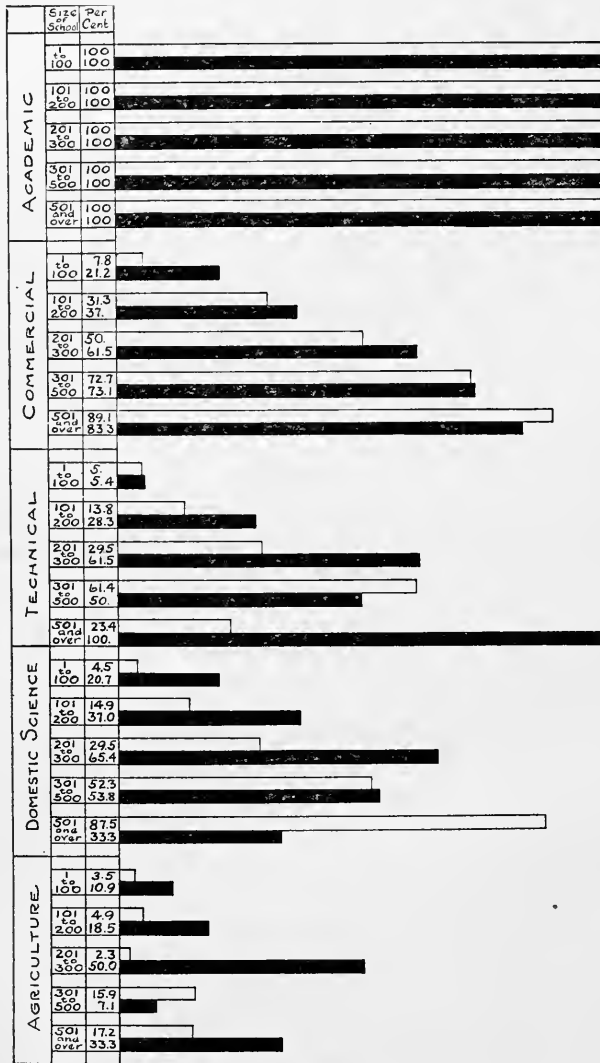 Size of School Per Cent
ACADEMIC
1 to 100 100 100
101 to 200 100 100
201 to 300 100 100
301 to 500 100 100
501 and over 100 100
COMMERCIAL
1 to 100 7.8 21.2
101 to 200 31.3 37.
201 to 300 50. 61.5
301 to 500 72.7 73.1
501 and over 89.1 83.3
TECHNICAL
1 to 100 5. 5.4
101 to 200 13.8 28.3
201 to 300 29.5 61.5
301 to 500 61.4 50.
501 and over 23.4 100.
DOMESTIC SCIENCE
1 to 100 4.5 20.7
101 to 200 14.9 37.0
201 to 300 29.5 65.4
301 to 500 52.3 53.8
501 and over 87.5 33.3
AGRICULTURE
1 to 100 3.5 10.9
101 to 200 4.9 18.5
201 to 300 2.3 50.0
301 to 500 15.9 7.1
501 and over 17.2 33.3